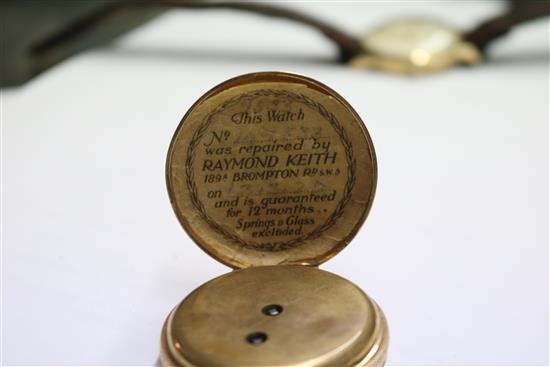 This Watch
No
was repaired by
RAYMOND KEITH
189A BROMPTON RD S.W.3
on
and is guaranteed
for 12 months..
Springs & Glass
excluded.